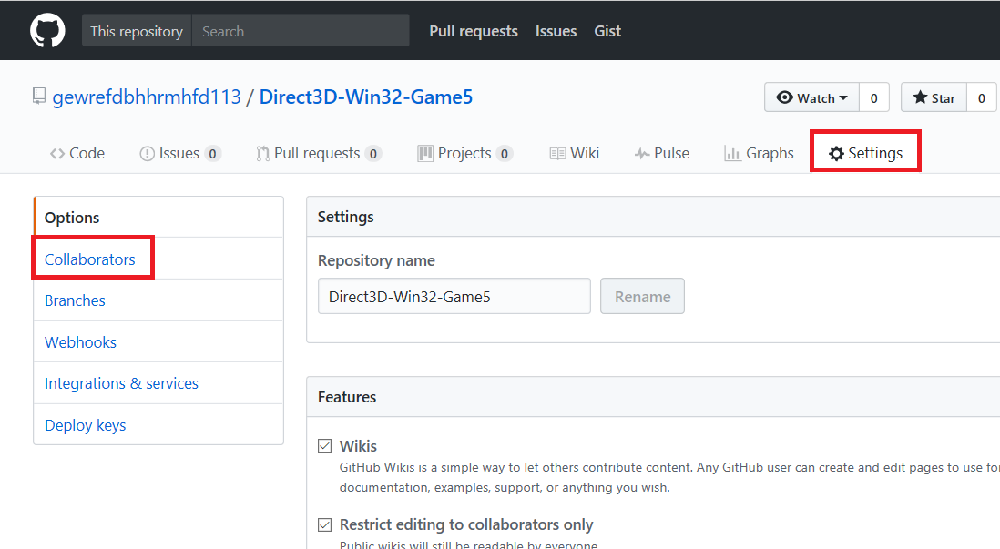 This repository Search Pull requests Issues Gist
gewrefdbhhrmhfd113 / Direct3D-Win32-Game5 Watch 0 Star 0
Code Issues 0 Pull requests 0 Projects 0 Wiki Pulse Graphs Settings
Options
Collaborators
Branches
Webhooks
Integrations & services
Deploy keys
Settings
Repository name
Direct3D-Win32-Game5 Rename
Features
Wikis
GitHub Wikis is a simple way to let others contribute content. Any GitHub user can create and edit pages to use for
documentation, examples, support, or anything you wish.
Restrict editing to collaborators only
Public wikis will still be readable by everyone.